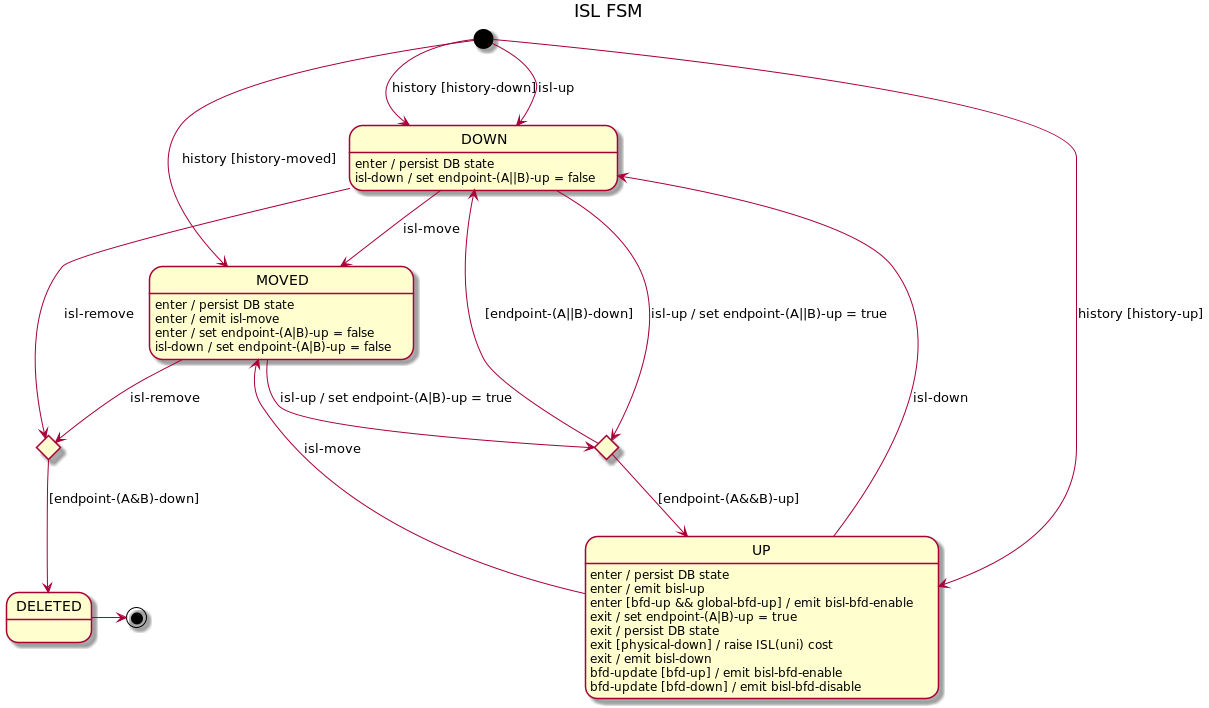 ISL FSM
history [history-down]
isl-up
DOWN
enter / persist DB state
isl-down / set endpoint-(A||B)-up = false
history [history-moved]
isl-move
MOVED
enter / persist DB state
enter / emit isl-move
enter / set endpoint-(A|B)-up = false
isl-down / set endpoint-(A|B)-up = false
isl-remove
[endpoint-(A||B)-down]
isl-up / set endpoint-(A||B)-up = true
history [history-up]
isl-remove
isl-up / set endpoint-(A|B)-up = true
isl-down
isl-move
[endpoint-(A&B)-down]
[endpoint-(A&&B)-up]
UP
enter / persist DB state
enter / emit bisl-up
enter [bfd-up && global-bfd-up] / emit bisl-bfd-enable
exit / set endpoint-(A|B)-up = true
exit / persist DB state
exit [physical-down] / raise ISL(uni) cost
exit / emit bisl-down
bfd-update [bfd-up] / emit bisl-bfd-enable
bfd-update [bfd-down] / emit bisl-bfd-disable
DELETED